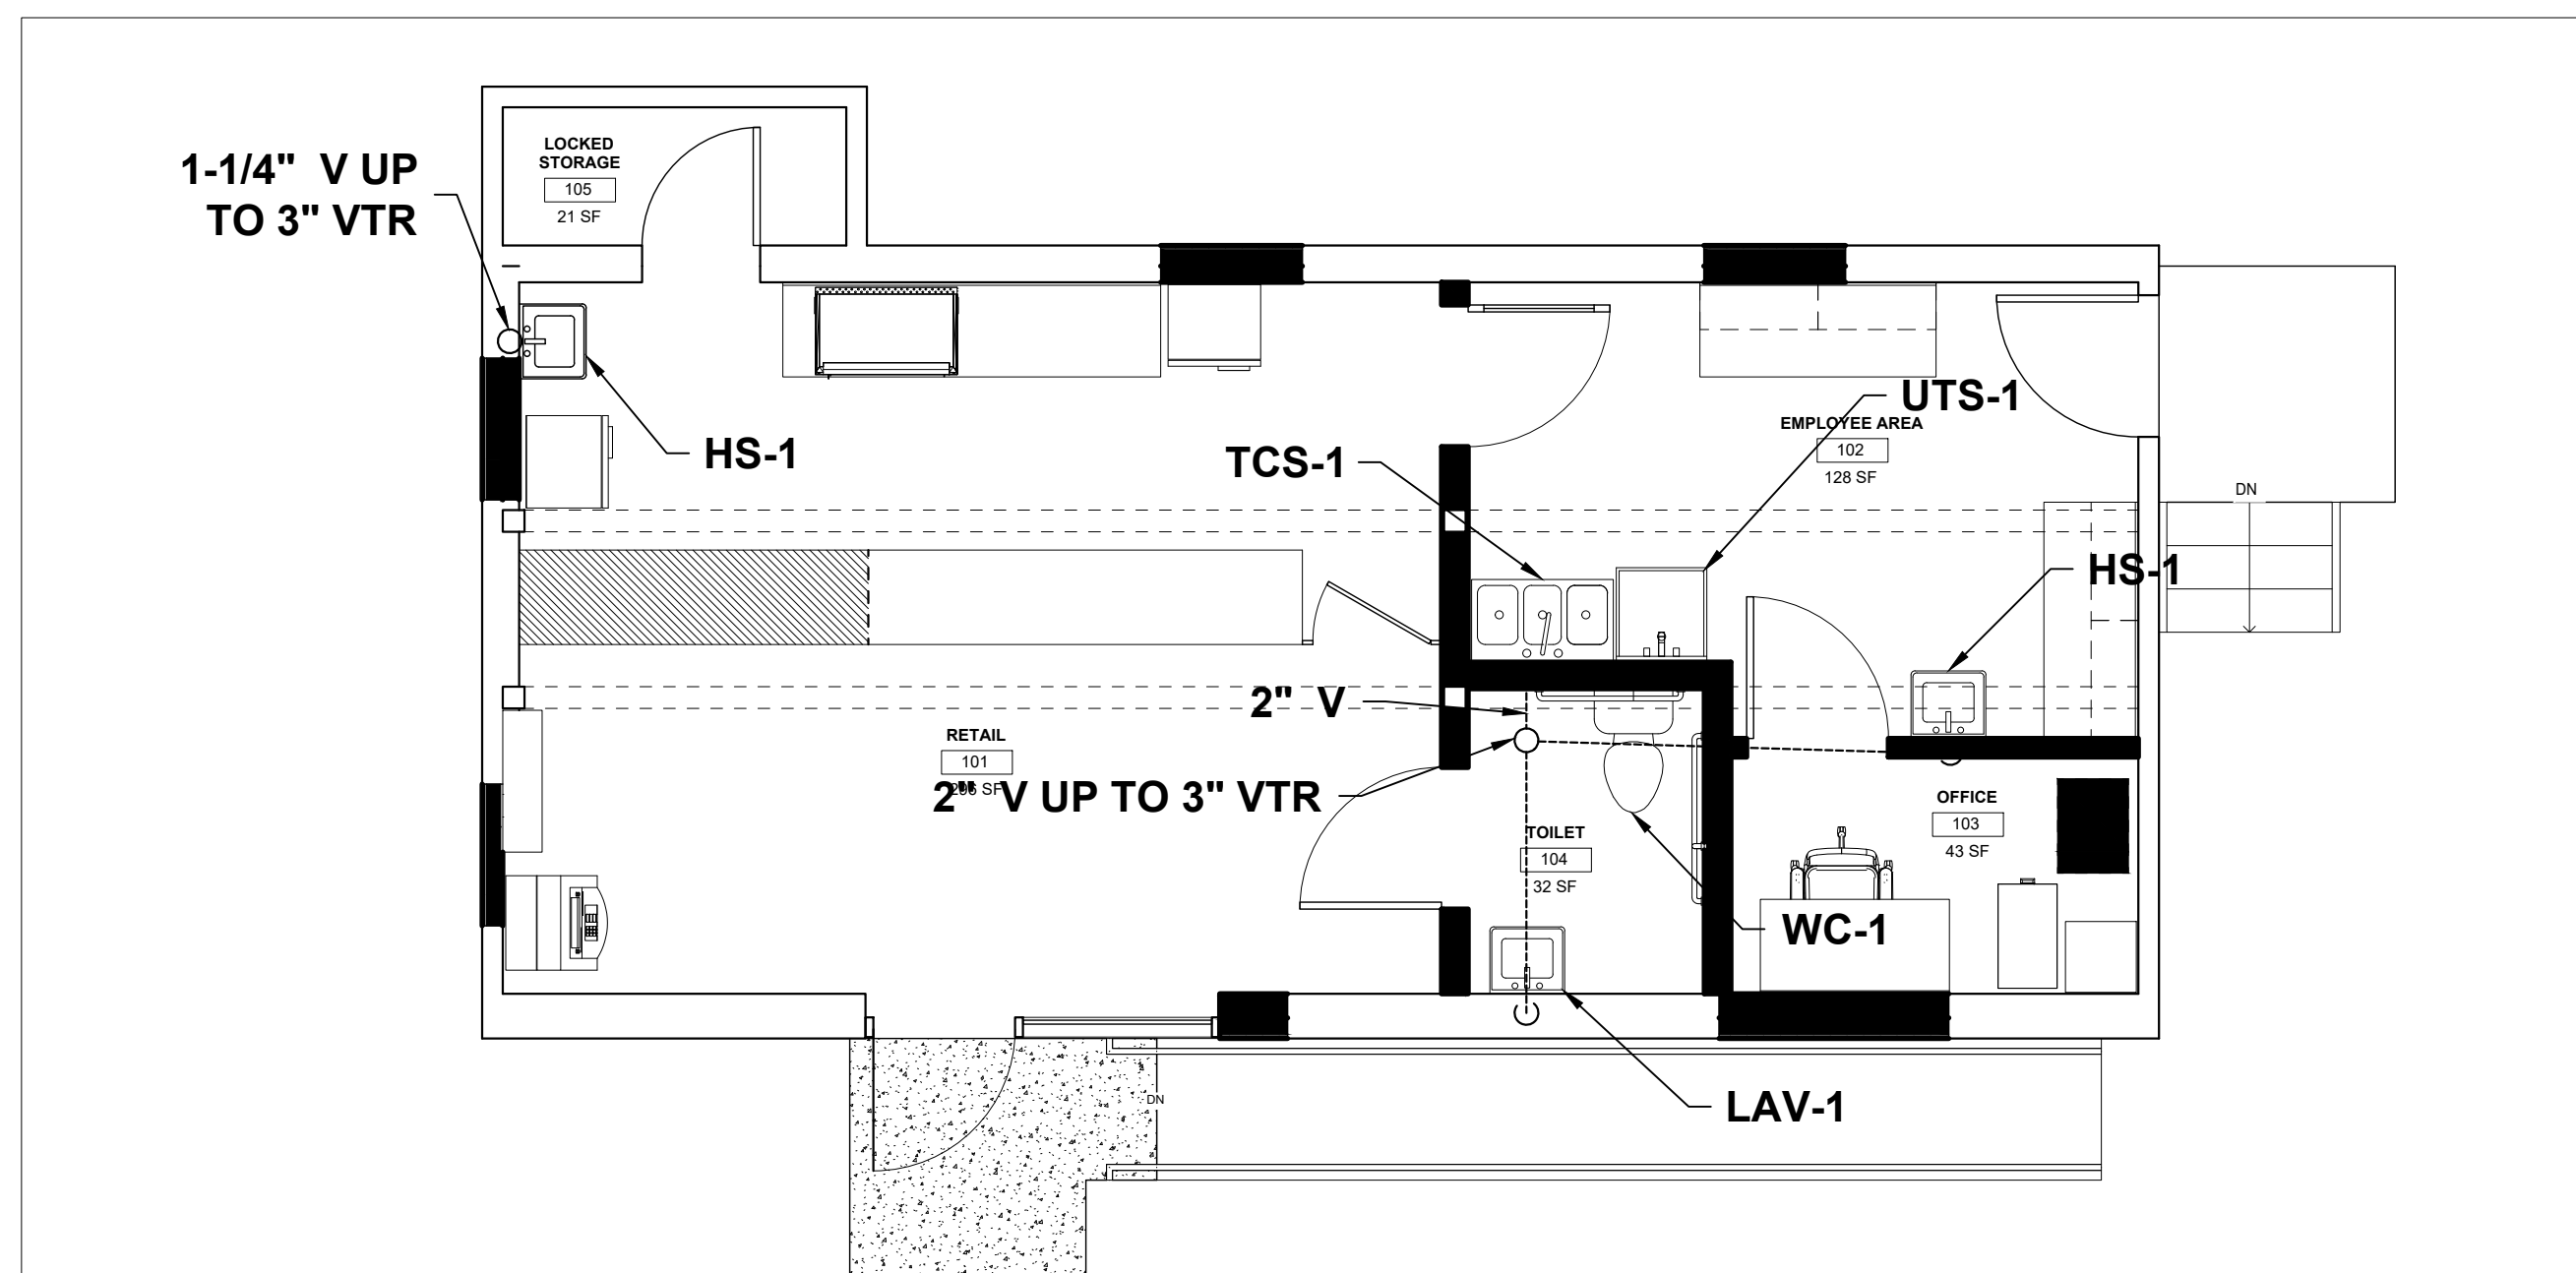 LOCKED
STORAGE
105
21 SF
1-1/4" V UP
TO 3" VTR
HS-1
TCS-1
UTS-1
EMPLOYEE AREA
102
128 SF
DN
HS-1
2" V
RETAIL
101
SF
2" V UP TO 3" VTR
TOILET
104
32 SF
OFFICE
103
43 SF
WC-1
LAV-1
DN